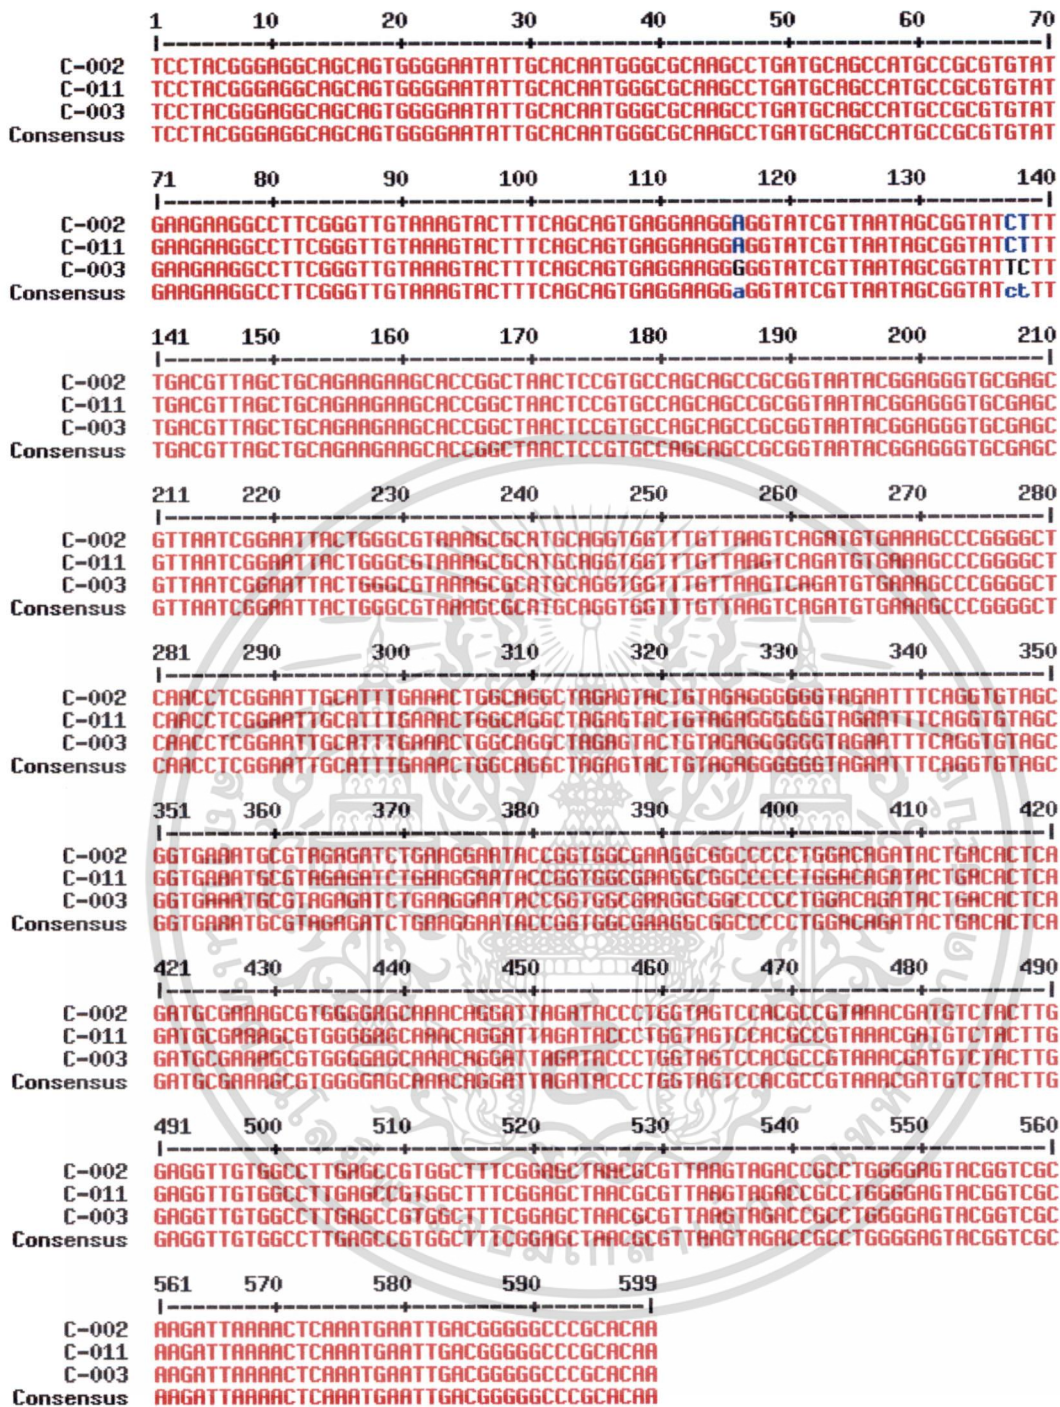 1 10 20 30 40 50 60 70
C-002 TCCTACGGGAGGCAGCAGTGGGGAATATTGCACAATGGGCGCAAGCCTGATGCAGCCATGCCGCGTGTAT
C-011 TCCTACGGGAGGCAGCAGTGGGGAATATTGCACAATGGGCGCAAGCCTGATGCAGCCATGCCGCGTGTAT
C-003 TCCTACGGGAGGCAGCAGTGGGGAATATTGCACAATGGGCGCAAGCCTGATGCAGCCATGCCGCGTGTAT
Consensus TCCTACGGGAGGCAGCAGTGGGGAATATTGCACAATGGGCGCAAGCCTGATGCAGCCATGCCGCGTGTAT
71 80 90 100 110 120 130 140
C-002 GAAGAAGGCCTTCGGGTTGTAAAGTACTTTCAGCAGTGAGGAAGGAGGTATCGTTAATAGCGGTATCTTT
C-011 GAAGAAGGCCTTCGGGTTGTAAAGTACTTTCAGCAGTGAGGAAGGAGGTATCGTTAATAGCGGTATCTTT
C-003 GAAGAAGGCCTTCGGGTTGTAAAGTACTTTCAGCAGTGAGGAAGGGGGTATCGTTAATAGCGGTATTCTT
Consensus GAAGAAGGCCTTCGGGTTGTAAAGTACTTTCAGCAGTGAGGAAGGaGGTATCGTTAATAGCGGTATctTT
141 150 160 170 180 190 200 210
C-002 TGACGTTAGCTGCAGAAGAAGCACCGGCTAACTCCGTGCCAGCAGCCGCGGTAATACGGAGGGTGCGAGC
C-011 TGACGTTAGCTGCAGAAGAAGCACCGGCTAACTCCGTGCCAGCAGCCGCGGTAATACGGAGGGTGCGAGC
C-003 TGACGTTAGCTGCAGAAGAAGCACCGGCTAACTCCGTGCCAGCAGCCGCGGTAATACGGAGGGTGCGAGC
Consensus TGACGTTAGCTGCAGAAGAAGCACCGGCTAACTCCGTGCCAGCAGCCGCGGTAATACGGAGGGTGCGAGC
211 220 230 240 250 260 270 280
C-002 GTTAATCGGAATTACTGGGCGTAAAGCGCATGCAGGTGGTTTGTTAAGTCAGATGTGAAAGCCCGGGGCT
C-011 GTTAATCGGAATTACTGGGCGTAAAGCGCATGCAGGTGGTTTGTTAAGTCAGATGTGAAAGCCCGGGGCT
C-003 GTTAATCGGAATTACTGGGCGTAAAGCGCATGCAGGTGGTTTGTTAAGTCAGATGTGAAAGCCCGGGGCT
Consensus GTTAATCGGAATTACTGGGCGTAAAGCGCATGCAGGTGGTTTGTTAAGTCAGATGTGAAAGCCCGGGGCT
281 290 300 310 320 330 340 350
C-002 CAACCTCGGAATTGCATTTGAAACTGGCAGGCTAGAGTACTGTAGAGGGGGGTAGAATTTCAGGTGTAGC
C-011 CAACCTCGGAATTGCATTTGAAACTGGCAGGCTAGAGTACTGTAGAGGGGGGTAGAATTTCAGGTGTAGC
C-003 CAACCTCGGAATTGCATTTGAAACTGGCAGGCTAGAGTACTGTAGAGGGGGGTAGAATTTCAGGTGTAGC
Consensus CAACCTCGGAATTGCATTTGAAACTGGCAGGCTAGAGTACTGTAGAGGGGGGTAGAATTTCAGGTGTAGC
351 360 370 380 390 400 410 420
C-002 GGTGAAATGCGTAGAGATCTGAAGGAATACCGGTGGCGAAGGCGGCCCCCTGGACAGATACTGACACTCA
C-011 GGTGAAATGCGTAGAGATCTGAAGGAATACCGGTGGCGAAGGCGGCCCCCTGGACAGATACTGACACTCA
C-003 GGTGAAATGCGTAGAGATCTGAAGGAATACCGGTGGCGAAGGCGGCCCCCTGGACAGATACTGACACTCA
Consensus GGTGAAATGCGTAGAGATCTGAAGGAATACCGGTGGCGAAGGCGGCCCCCTGGACAGATACTGACACTCA
421 430 440 450 460 470 480 490
C-002 GATGCGAAAGCGTGGGGAGCAAACAGGATTAGATACCCTGGTAGTCCACGCCGTAAACGATGTCTACTTG
C-011 GATGCGAAAGCGTGGGGAGCAAACAGGATTAGATACCCTGGTAGTCCACGCCGTAAACGATGTCTACTTG
C-003 GATGCGAAAGCGTGGGGAGCAAACAGGATTAGATACCCTGGTAGTCCACGCCGTAAACGATGTCTACTTG
Consensus GATGCGAAAGCGTGGGGAGCAAACAGGATTAGATACCCTGGTAGTCCACGCCGTAAACGATGTCTACTTG
491 500 510 520 530 540 550 560
C-002 GAGGTTGTGGCCTTGAGCCGTGGCTTTCGGAGCTAACGCGTTAAGTAGACCGCCTGGGGAGTACGGTCGC
C-011 GAGGTTGTGGCCTTGAGCCGTGGCTTTCGGAGCTAACGCGTTAAGTAGACCGCCTGGGGAGTACGGTCGC
C-003 GAGGTTGTGGCCTTGAGCCGTGGCTTTCGGAGCTAACGCGTTAAGTAGACCGCCTGGGGAGTACGGTCGC
Consensus GAGGTTGTGGCCTTGAGCCGTGGCTTTCGGAGCTAACGCGTTAAGTAGACCGCCTGGGGAGTACGGTCGC
561 570 580 590 599
C-002 AAGATTAAAACTCAAATGAATTGACGGGGGCCCGCACAA
C-011 AAGATTAAAACTCAAATGAATTGACGGGGGCCCGCACAA
C-003 AAGATTAAAACTCAAATGAATTGACGGGGGCCCGCACAA
Consensus AAGATTAAAACTCAAATGAATTGACGGGGGCCCGCACAA